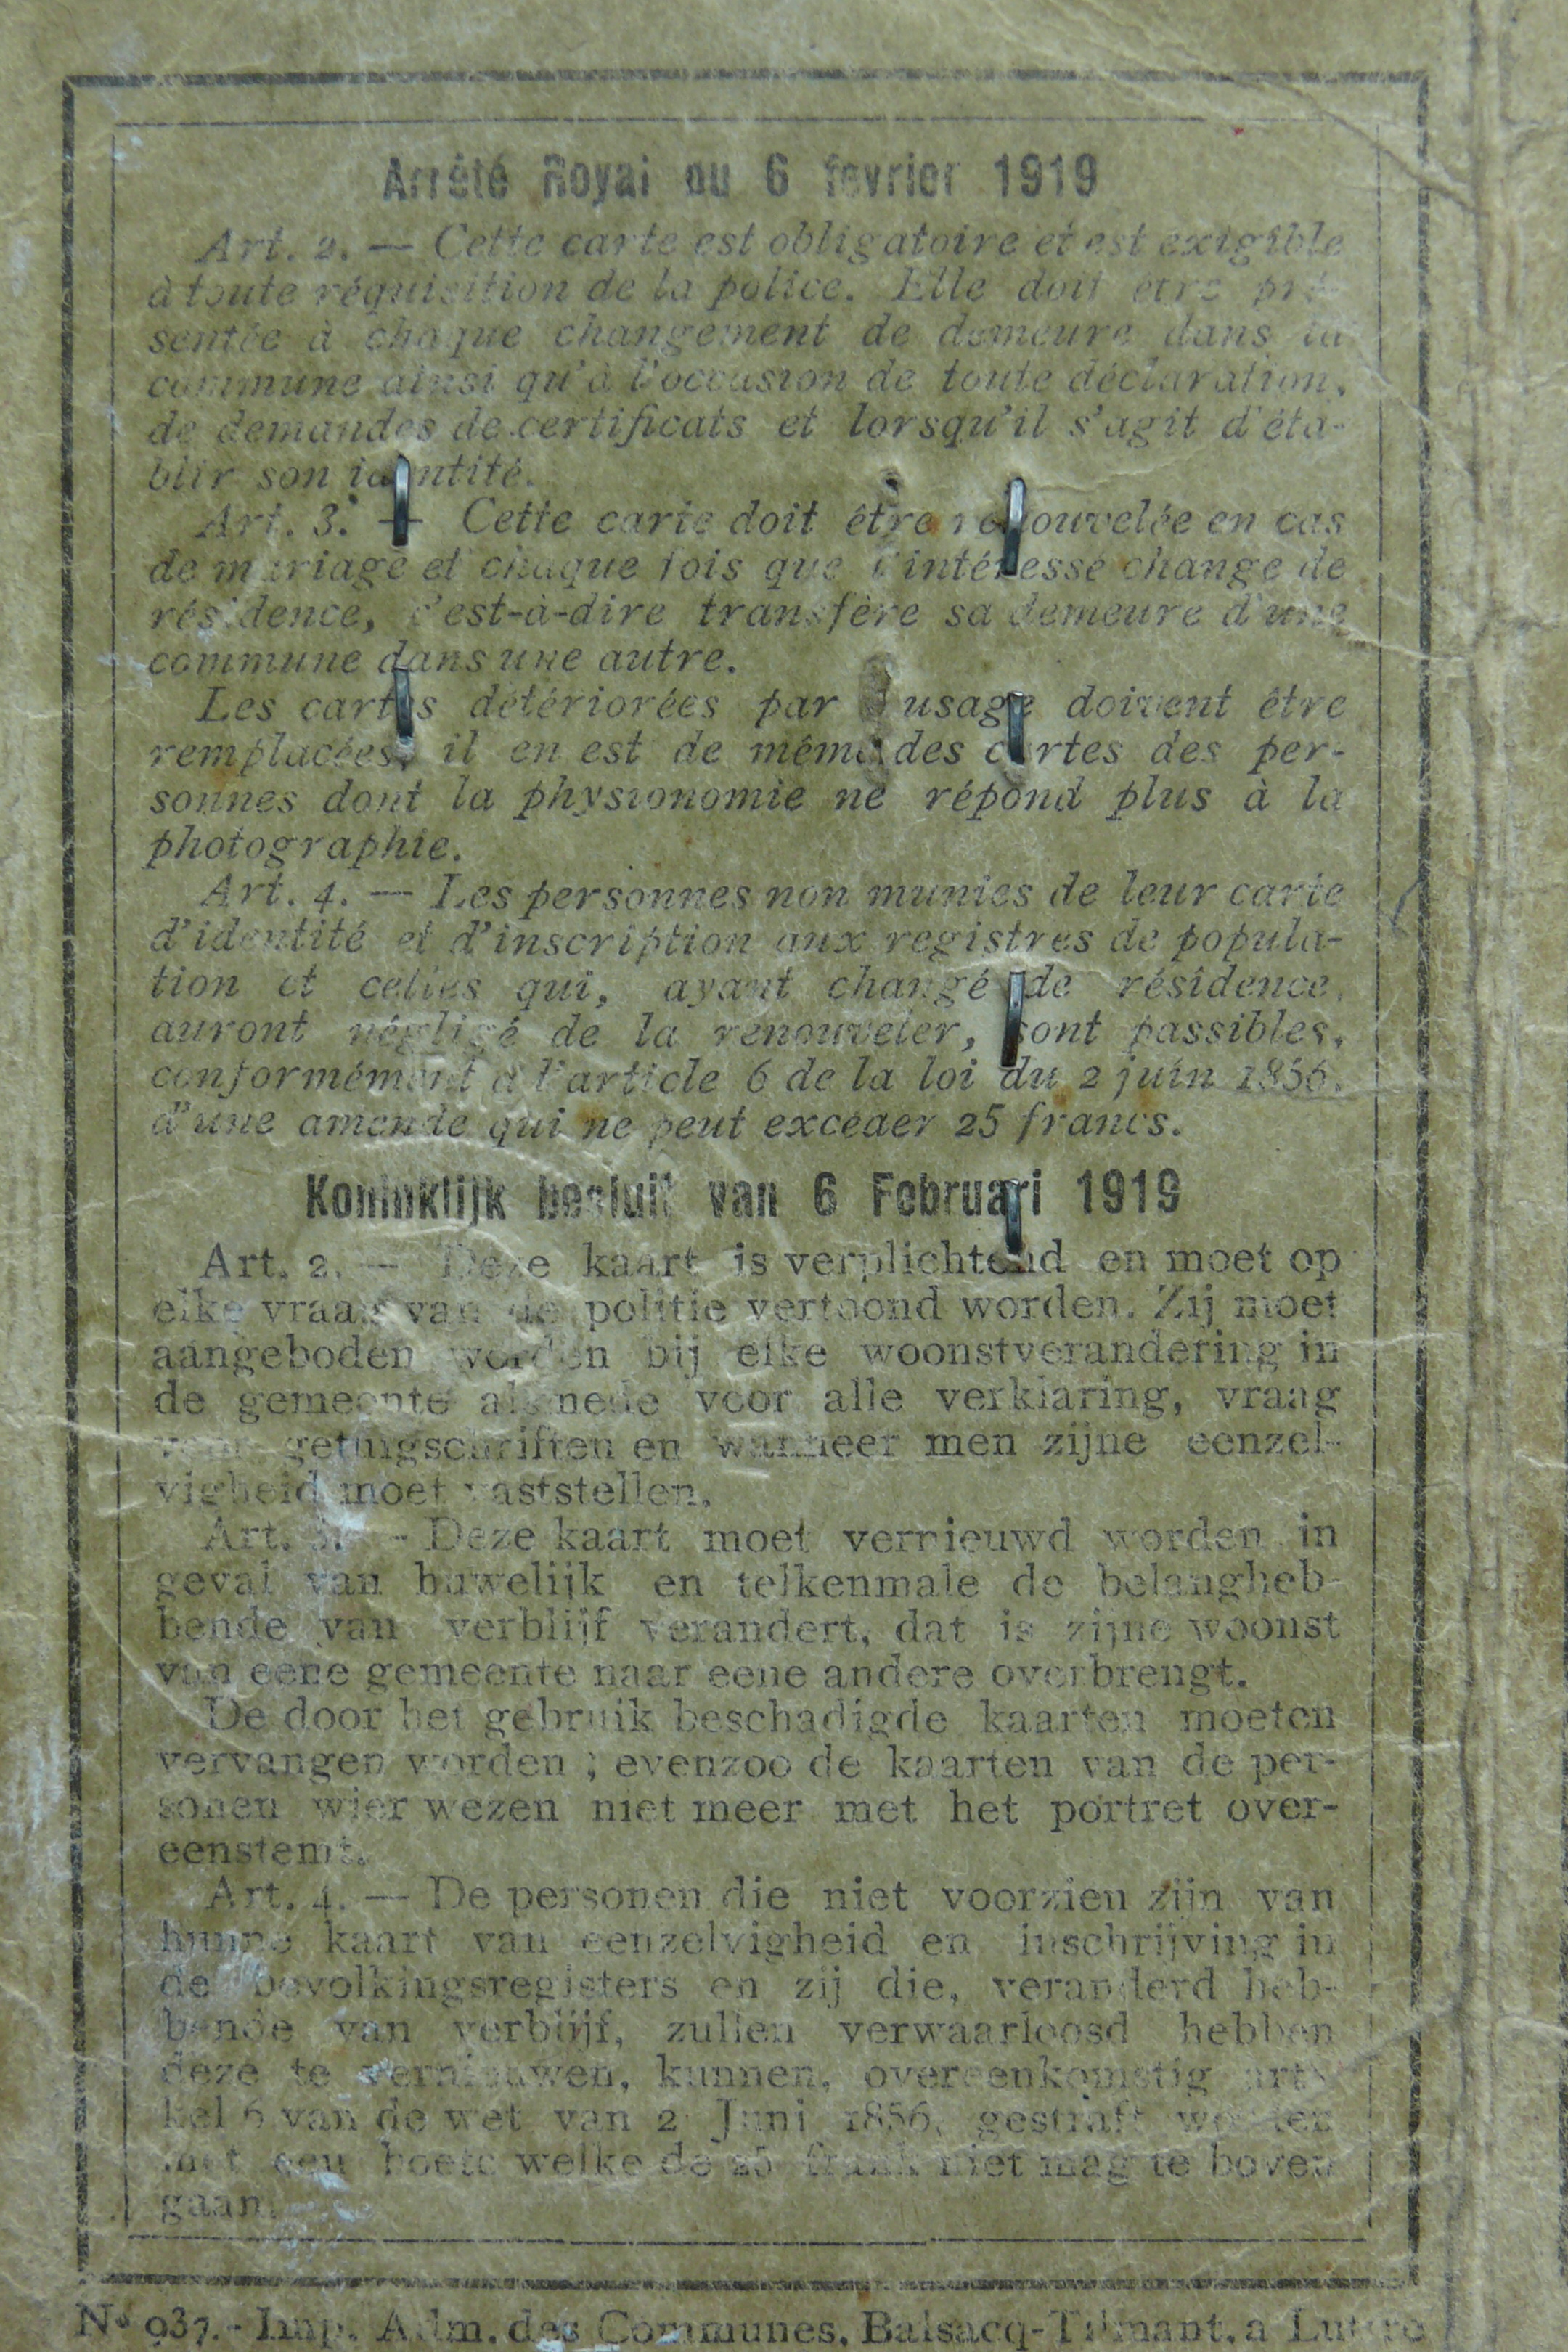 Arrêté Royal du 6 fevrier 1919
Art. 2. — Cette carte est obligatoire et est exigible
à toute réquisition de la police. Elle doit être pré-
sentée à chaque changement de demeure dans la
commune ainsi qu'à l'occasion de toute déclaration,
de demandes de certificats et lorsqu'il s'agit d'éta-
blir son identité.
Art. 3. — Cette carte doit être renouvelée en cas
de mariage et chaque fois que l'intéressé change de
résidence, c'est-à-dire transfère sa demeure d'une
commune dans une autre.
Les cartes détériorées par l'usage doivent être
remplacées, il en est de même des cartes des per-
sonnes dont la physionomie ne répond plus à la
photographie.
Art. 4. — Les personnes non munies de leur carte
d'identité et d'inscription aux registres de popula-
tion et celles qui, ayant changé de résidence,
auront négligé de la renouveler, sont passibles,
conformément à l'article 6 de la loi du 2 juin 1856,
d'une amende qui ne peut excéder 25 francs.
Koninklijk besluit van 6 Februari 1919
Art. 2. — Deze kaart is verplichtend en moet op
elke vraag van de politie vertoond worden. Zij moet
aangeboden worden bij elke woonstverandering in
de gemeente alsmede voor alle verklaring, vraag
voor getuigschriften en wanneer men zijne eenzel-
vigheid moet vaststellen.
Art. 3. — Deze kaart moet vernieuwd worden in
geval van huwelijk en telkenmale de belangheb-
bende van verblijf verandert, dat is zijne woonst
van eene gemeente naar eene andere overbrengt.
De door het gebruik beschadigde kaarten moeten
vervangen worden ; evenzoo de kaarten van de per-
sonen wier wezen niet meer met het portret over-
eenstemt.
Art. 4. — De personen die niet voorzien zijn van
hunne kaart van eenzelvigheid en inschrijving in
de bevolkingsregisters en zij die, veranderd heb-
bende van verblijf, zullen verwaarloosd hebben
deze te vernieuwen, kunnen, overeenkomstig arti-
kel 6 van de wet van 2 Juni 1856, gestraft worden
met een boete welke de 25 frank niet mag te boven
gaan.
N° 937. - Imp. Adm. des Communes, Balsacq-Tilmant, a Luttre